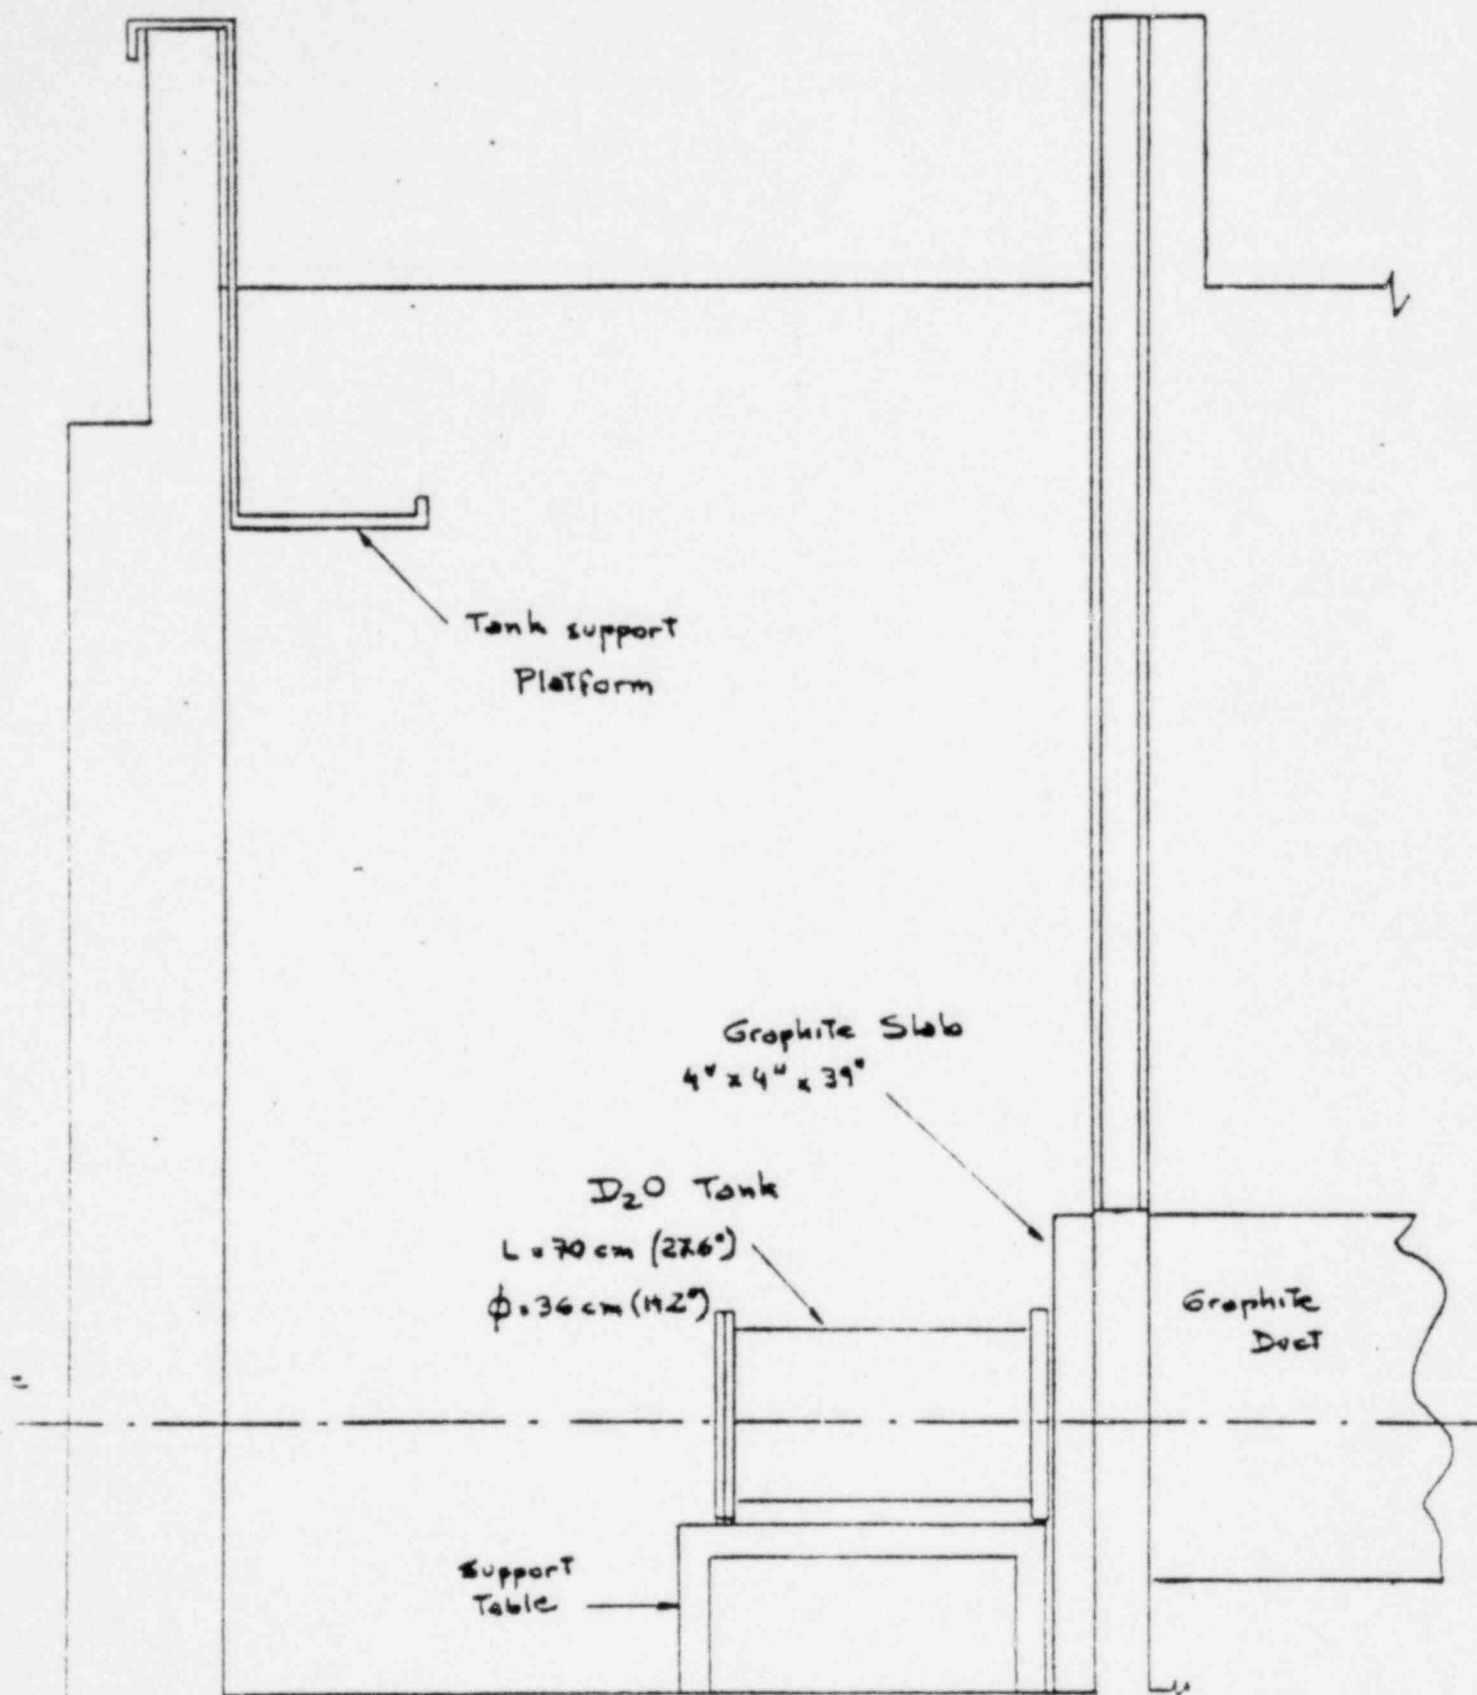 Tank support
Platform
Graphite Slab
4" x 4" x 39"
D₂O Tank
L = 70 cm (27.6")
ϕ = 36 cm (14.2")
Graphite
Duct
support
Table